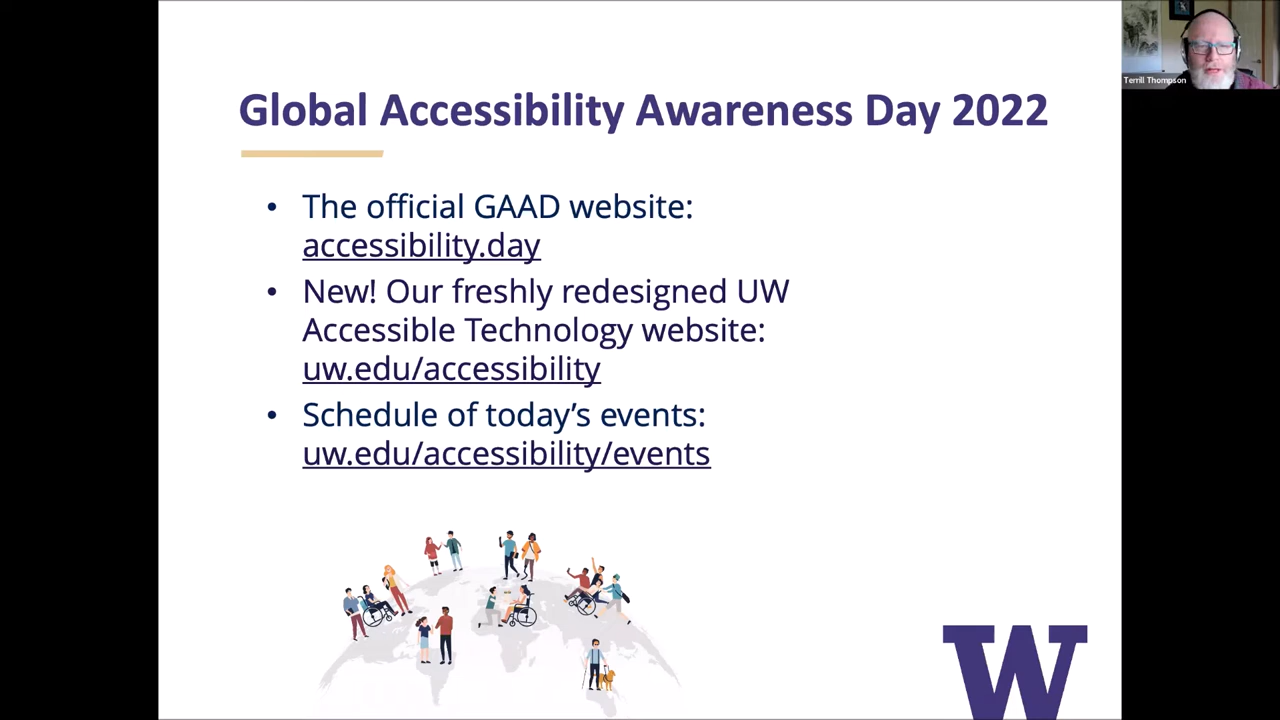 Terrill Thompson
Global Accessibility Awareness Day 2022
• The official GAAD website:
accessibility.day
• New! Our freshly redesigned UW
Accessible Technology website:
uw.edu/accessibility
• Schedule of today’s events:
uw.edu/accessibility/events
W